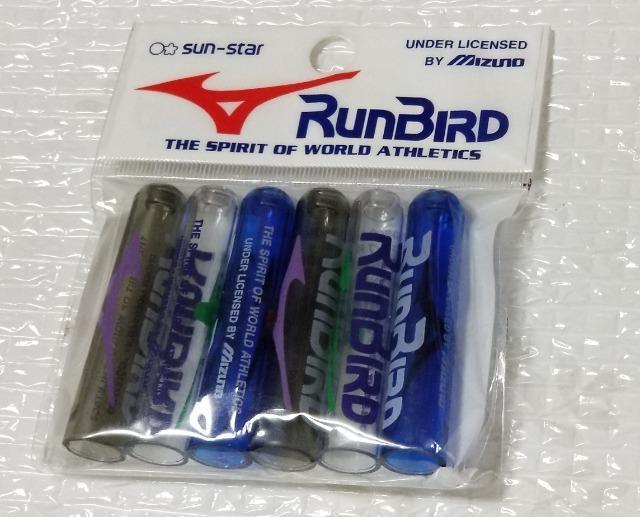 sun-star
UNDER LICENSED
BY MIZUNO
RUNBIRD
THE SPIRIT OF WORLD ATHLETICS
THE SPIRIT OF WORLD ATHLETICS
UNDER LICENSED BY MIZUNO
RUNBIRD
RUNBIRD
RUNBIRD